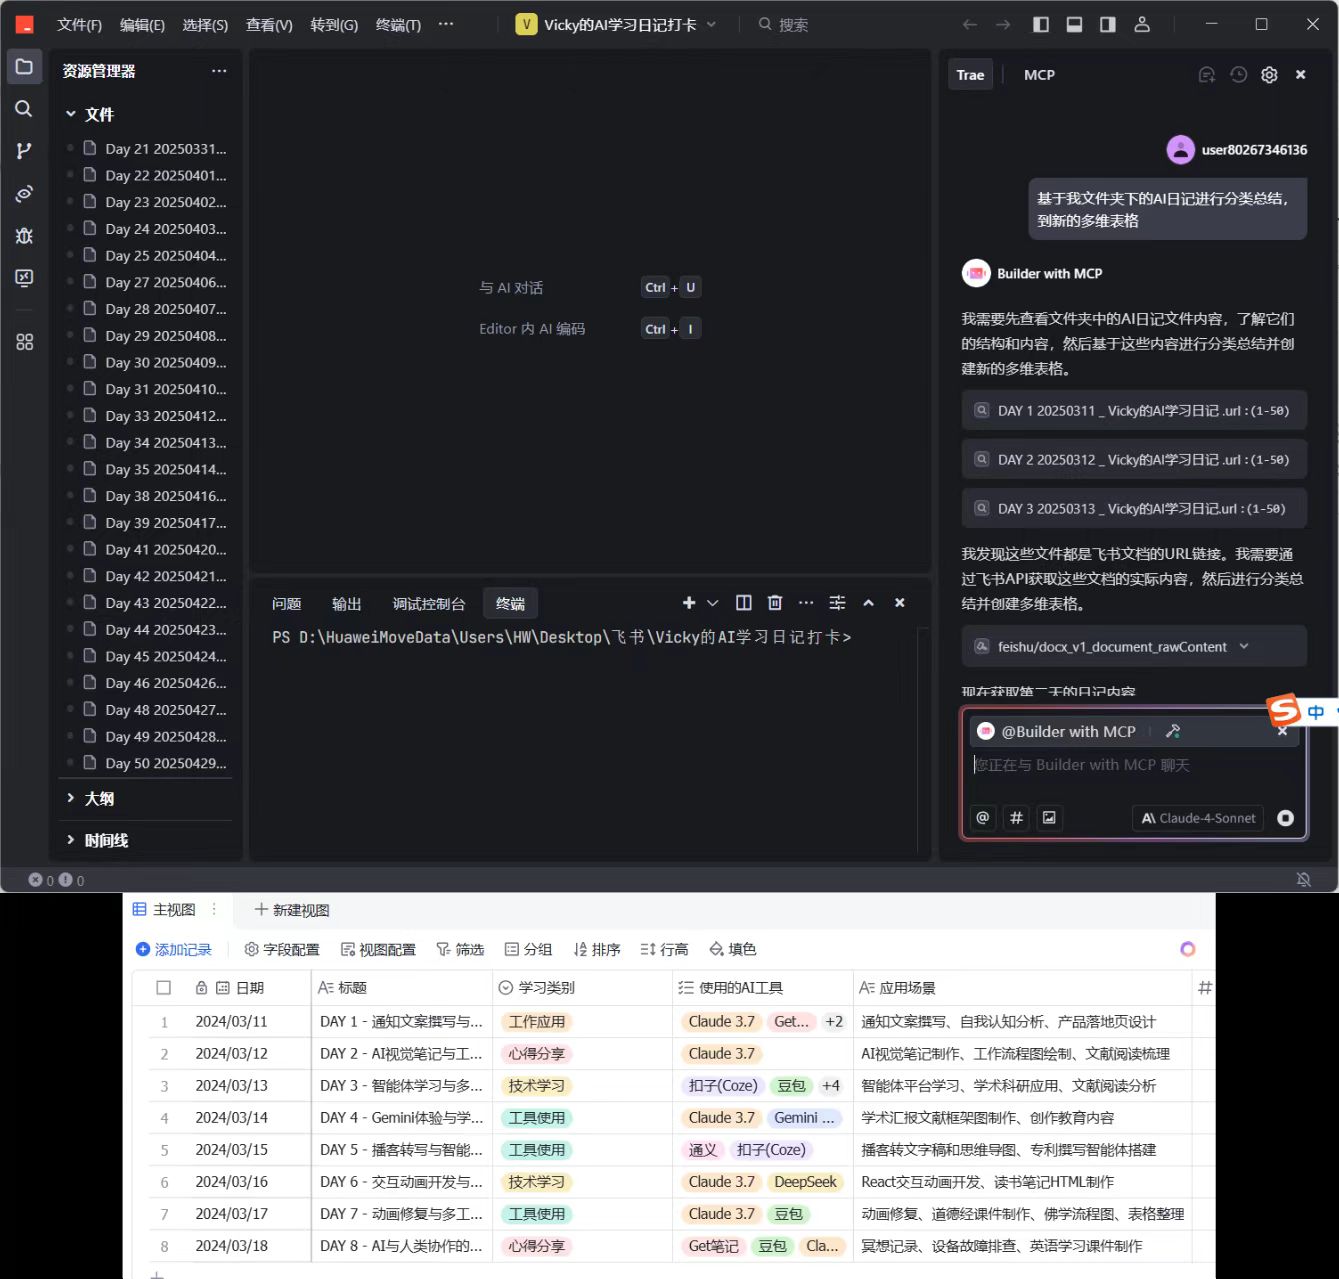 文件(F) 编辑(E) 选择(S) 查看(V) 转到(G) 终端(T) ··· V Vicky的AI学习日记打卡 搜索
资源管理器 ···
文件
Day 21 20250331...
Day 22 20250401...
Day 23 20250402...
Day 24 20250403...
Day 25 20250404...
Day 27 20250406...
Day 28 20250407...
Day 29 20250408...
Day 30 20250409...
Day 31 20250410...
Day 33 20250412...
Day 34 20250413...
Day 35 20250414...
Day 38 20250416...
Day 39 20250417...
Day 41 20250420...
Day 42 20250421...
Day 43 20250422...
Day 44 20250423...
Day 45 20250424...
Day 46 20250426...
Day 48 20250427...
Day 49 20250428...
Day 50 20250429...
大纲
时间线
0 0
与 AI 对话 Ctrl + U
Editor 内 AI 编码 Ctrl + I
问题 输出 调试控制台 终端
PS D:\HuaweiMoveData\Users\HW\Desktop\飞书\Vicky的AI学习日记打卡>
Trae MCP
user80267346136
基于我文件夹下的AI日记进行分类总结，
到新的多维表格
Builder with MCP
我需要先查看文件夹中的AI日记文件内容，了解它们
的结构和内容，然后基于这些内容进行分类总结并创
建新的多维表格。
DAY 1 20250311 _ Vicky的AI学习日记 .url : (1-50)
DAY 2 20250312 _ Vicky的AI学习日记 .url : (1-50)
DAY 3 20250313 _ Vicky的AI学习日记.url : (1-50)
我发现这些文件都是飞书文档的URL链接。我需要通
过飞书API获取这些文档的实际内容，然后进行分类总
结并创建多维表格。
feishu/docx_v1_document_rawContent
现在获取第二天的日记内容
S 中
@Builder with MCP
您正在与 Builder with MCP 聊天
@ # A\ Claude-4-Sonnet
主视图 新建视图
添加记录 字段配置 视图配置 筛选 分组 排序 行高 填色
日期 标题 学习类别 使用的AI工具 应用场景 #
1 2024/03/11 DAY 1 - 通知文案撰写与... 工作应用 Claude 3.7 Get... +2 通知文案撰写、自我认知分析、产品落地页设计
2 2024/03/12 DAY 2 - AI视觉笔记与工... 心得分享 Claude 3.7 AI视觉笔记制作、工作流程图绘制、文献阅读梳理
3 2024/03/13 DAY 3 - 智能体学习与多... 技术学习 扣子(Coze) 豆包 +4 智能体平台学习、学术科研应用、文献阅读分析
4 2024/03/14 DAY 4 - Gemini体验与学... 工具使用 Claude 3.7 Gemini ... 学术汇报文献框架图制作、创作教育内容
5 2024/03/15 DAY 5 - 播客转写与智能... 工具使用 通义 扣子(Coze) 播客转文字稿和思维导图、专利撰写智能体搭建
6 2024/03/16 DAY 6 - 交互动画开发与... 技术学习 Claude 3.7 DeepSeek React交互动画开发、读书笔记HTML制作
7 2024/03/17 DAY 7 - 动画修复与多工... 工具使用 Claude 3.7 豆包 动画修复、道德经课件制作、佛学流程图、表格整理
8 2024/03/18 DAY 8 - AI与人类协作的... 心得分享 Get笔记 豆包 Cla... 冥想记录、设备故障排查、英语学习课件制作